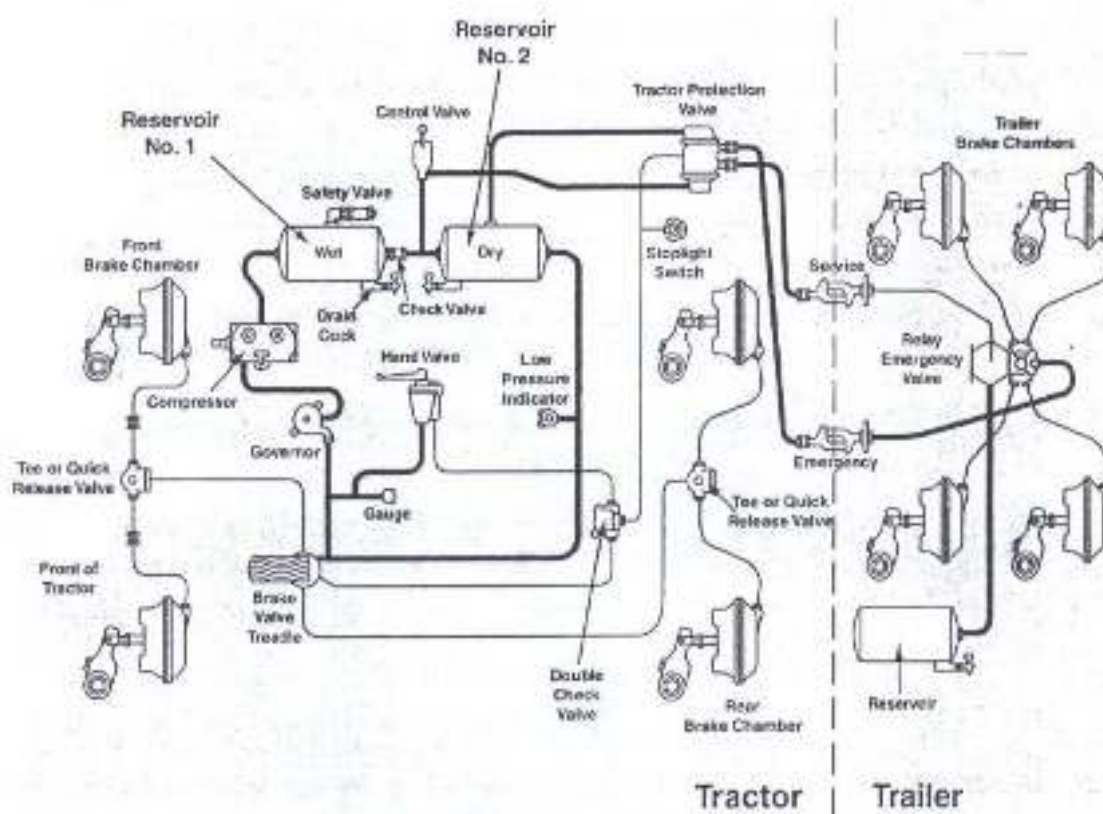 Reservoir
No. 2
Tractor Protection
Valve
Control Valve
Reservoir
No. 1
Trailer
Brake Chambers
Safety Valve
Front
Brake Chamber
Wet
Dry
Stoplight
Switch
Service
Drain
Cock
Check Valve
Hand Valve
Low
Pressure
Indicator
Relay
Emergency
Valve
Compressor
Governor
Emergency
Tee or Quick
Release Valve
Gauge
Tee or Quick
Release Valve
Front of
Tractor
Brake
Valve
Treadle
Double
Check
Valve
Rear
Brake Chamber
Reservoir
Tractor
Trailer